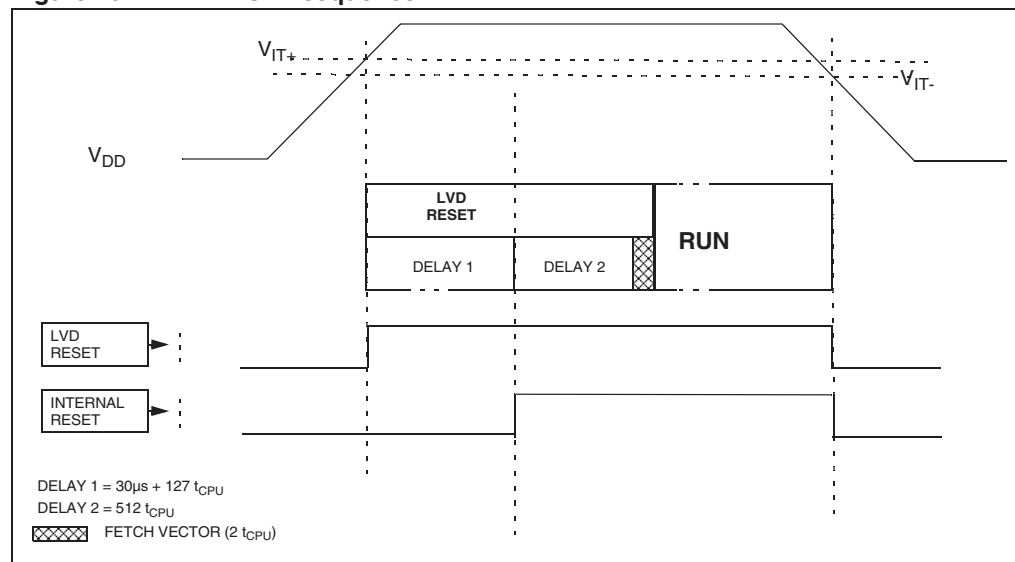 V_IT+
V_IT-
V_DD
LVD
RESET
RUN
DELAY 1
DELAY 2
LVD
RESET
INTERNAL
RESET
DELAY 1 = 30µs + 127 t_CPU
DELAY 2 = 512 t_CPU
FETCH VECTOR (2 t_CPU)